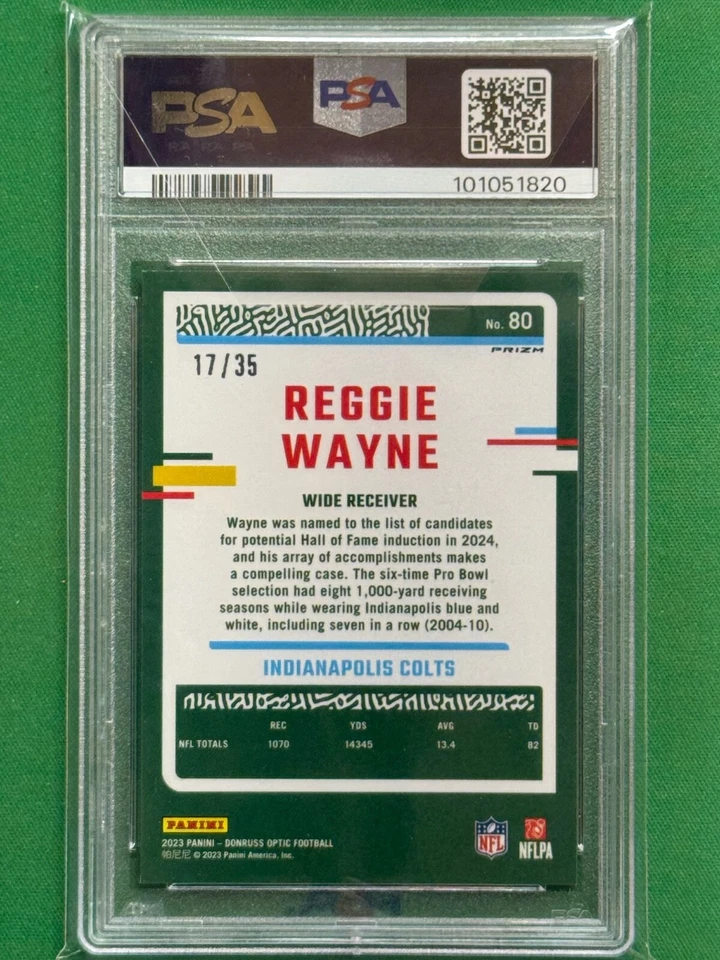 PSA
PSA
101051820
No. 80
PRIZM
17/35
REGGIE
WAYNE
WIDE RECEIVER
Wayne was named to the list of candidates
for potential Hall of Fame induction in 2024,
and his array of accomplishments makes
a compelling case. The six-time Pro Bowl
selection had eight 1,000-yard receiving
seasons while wearing Indianapolis blue and
white, including seven in a row (2004-10).
INDIANAPOLIS COLTS
REC YDS AVG TD
NFL TOTALS 1070 14345 13.4 82
PANINI
2023 PANINI – DONRUSS OPTIC FOOTBALL
帕尼尼 © 2023 Panini America, Inc.
NFL
NFLPA